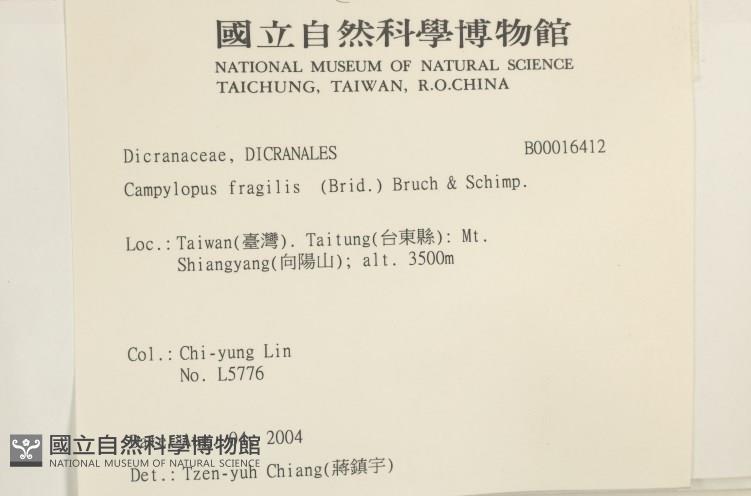 國立自然科學博物館
NATIONAL MUSEUM OF NATURAL SCIENCE
TAICHUNG, TAIWAN, R.O.CHINA
Dicranaceae, DICRANALES B00016412
Campylopus fragilis (Brid.) Bruch & Schimp.
Loc.: Taiwan(臺灣). Taitung(台東縣): Mt.
Shiangyang(向陽山); alt. 3500m
Col.: Chi-yung Lin
No. L5776
04, 2004
國立自然科學博物館
NATIONAL MUSEUM OF NATURAL SCIENCE
Det.: Tzen-yuh Chiang(蔣鎮宇)